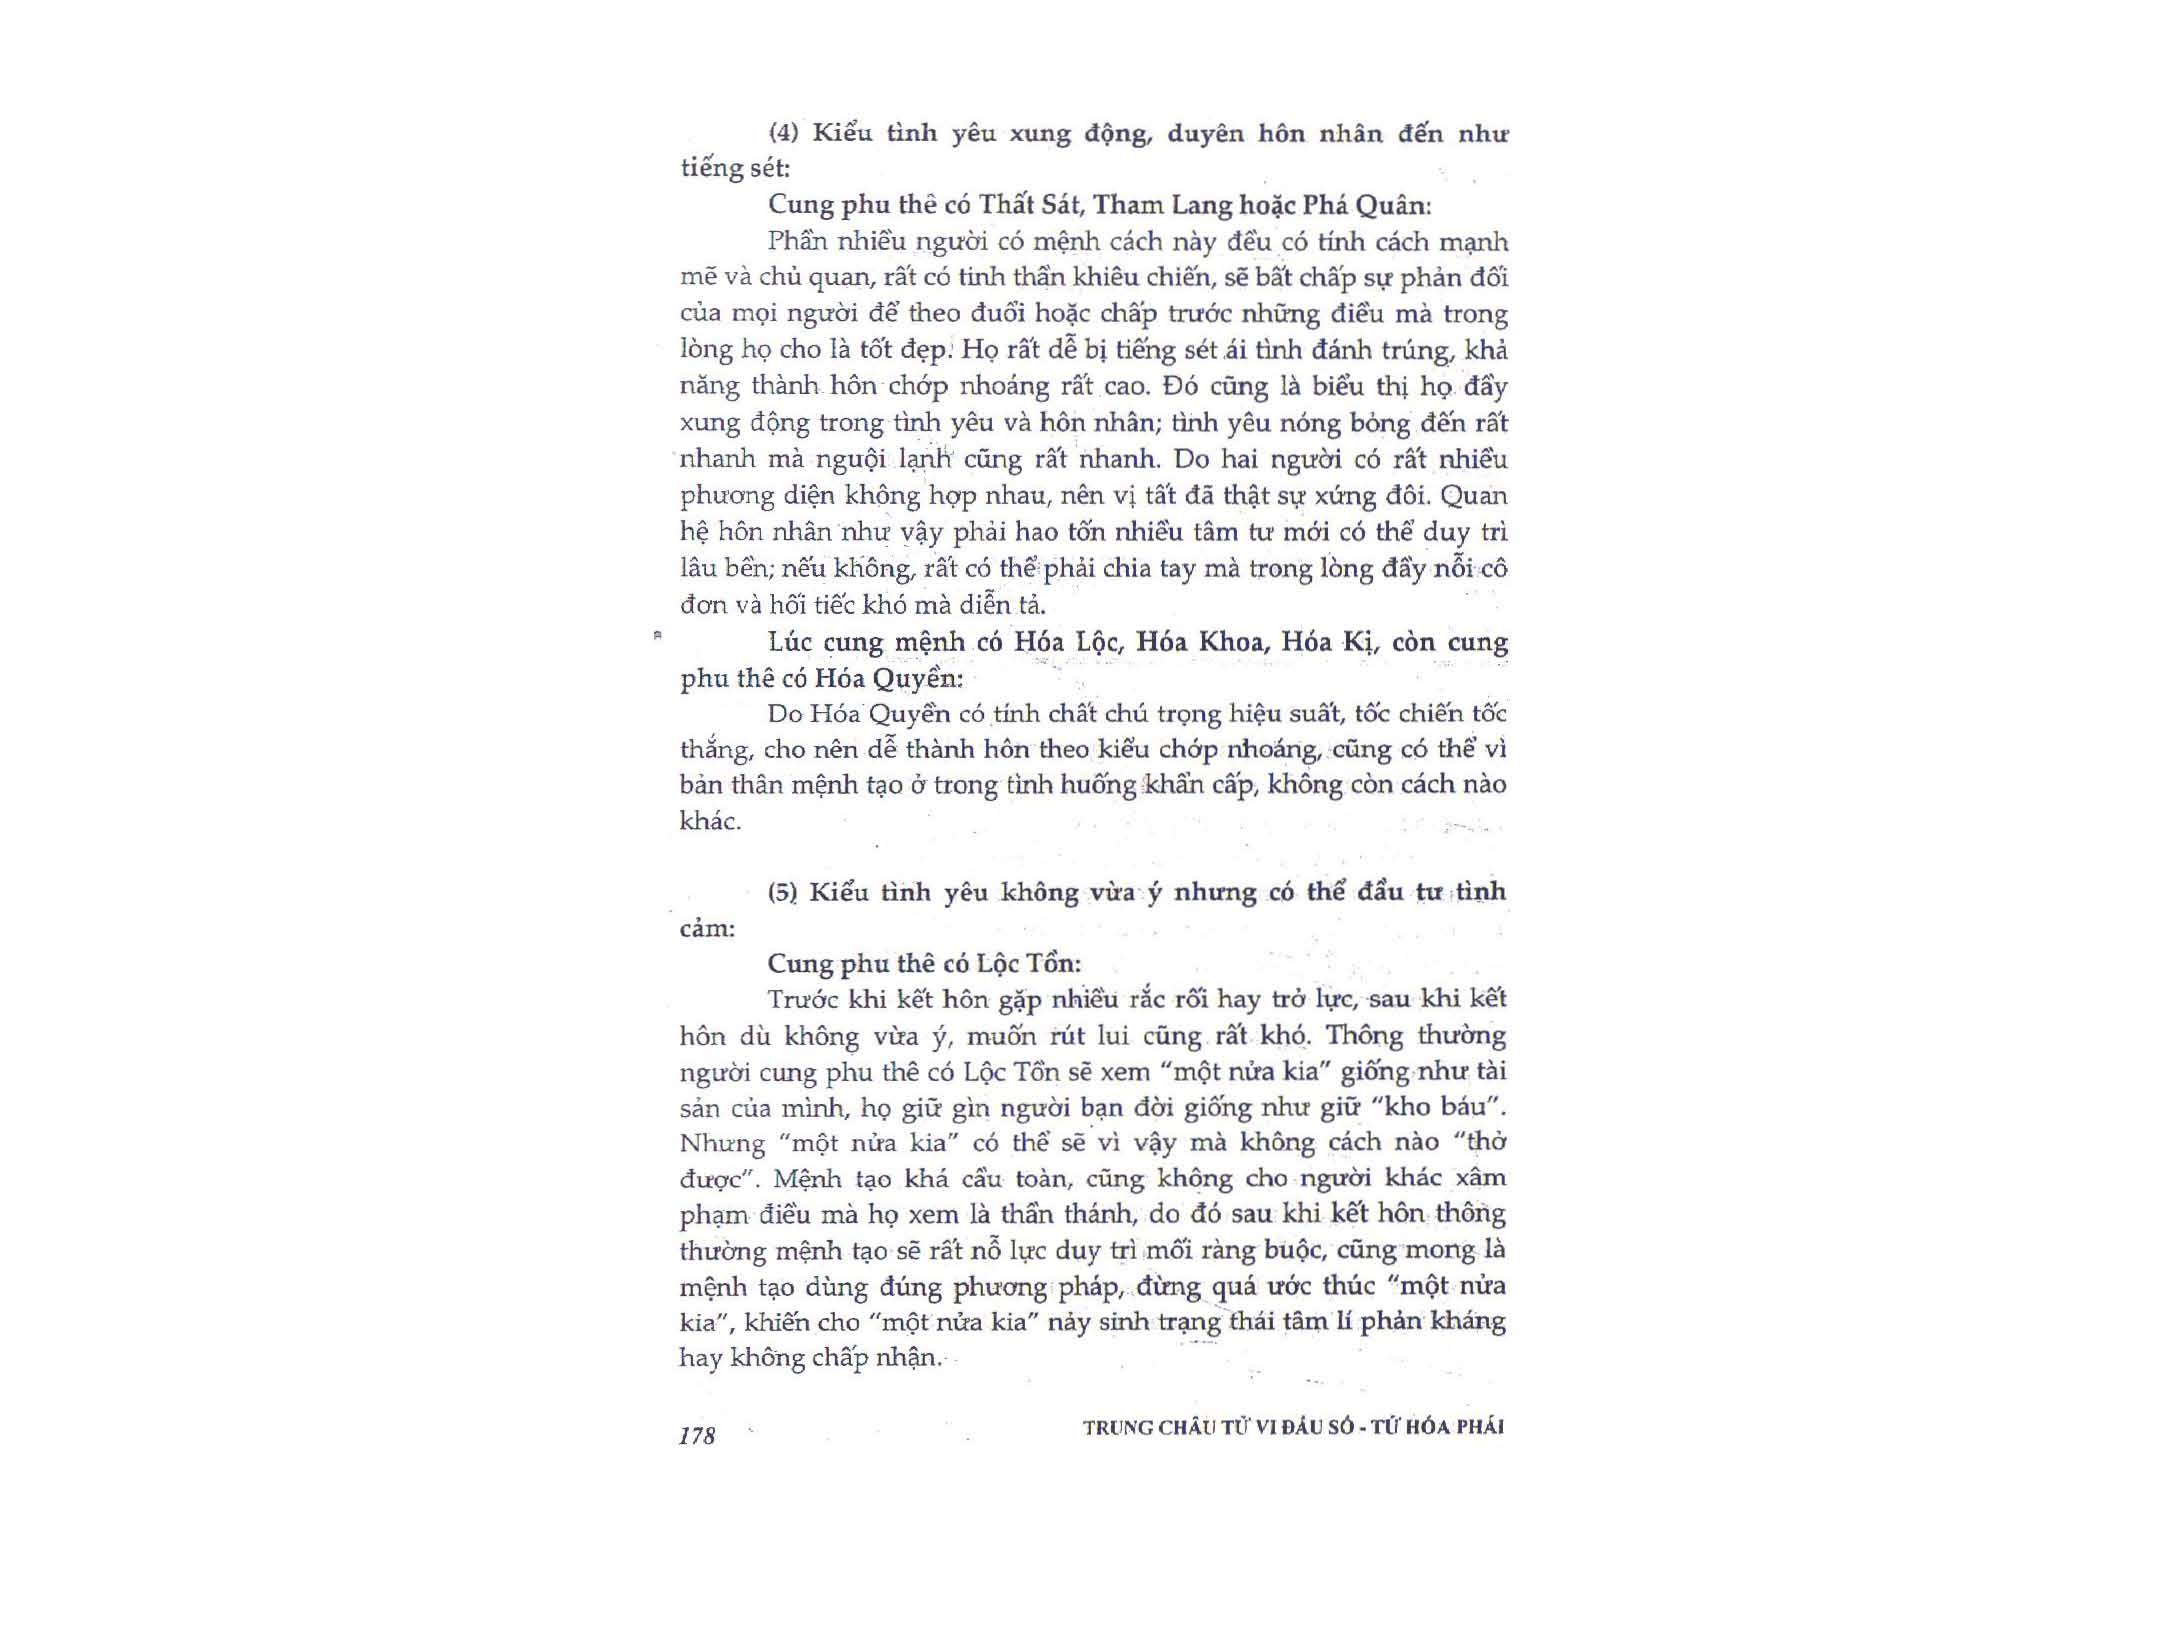 (4) Kiểu tình yêu xung động, duyên hôn nhân đến như
tiếng sét:
Cung phu thê có Thất Sát, Tham Lang hoặc Phá Quân:
Phần nhiều người có mệnh cách này đều có tính cách mạnh
mẽ và chủ quan, rất có tinh thần khiêu chiến, sẽ bất chấp sự phản đối
của mọi người để theo đuổi hoặc chấp trước những điều mà trong
lòng họ cho là tốt đẹp. Họ rất dễ bị tiếng sét ái tình đánh trúng, khả
năng thành hôn chớp nhoáng rất cao. Đó cũng là biểu thị họ đầy
xung động trong tình yêu và hôn nhân; tình yêu nóng bỏng đến rất
nhanh mà nguội lạnh cũng rất nhanh. Do hai người có rất nhiều
phương diện không hợp nhau, nên vị tất đã thật sự xứng đôi. Quan
hệ hôn nhân như vậy phải hao tốn nhiều tâm tư mới có thể duy trì
lâu bền; nếu không, rất có thể phải chia tay mà trong lòng đầy nỗi cô
đơn và hối tiếc khó mà diễn tả.
Lúc cung mệnh có Hóa Lộc, Hóa Khoa, Hóa Kị, còn cung
phu thê có Hóa Quyền:
Do Hóa Quyền có tính chất chú trọng hiệu suất, tốc chiến tốc
thắng, cho nên dễ thành hôn theo kiểu chớp nhoáng, cũng có thể vì
bản thân mệnh tạo ở trong tình huống khẩn cấp, không còn cách nào
khác.
(5) Kiểu tình yêu không vừa ý nhưng có thể đầu tư tình
cảm:
Cung phu thê có Lộc Tồn:
Trước khi kết hôn gặp nhiều rắc rối hay trở lực, sau khi kết
hôn dù không vừa ý, muốn rút lui cũng rất khó. Thông thường
người cung phu thê có Lộc Tồn sẽ xem "một nửa kia" giống như tài
sản của mình, họ giữ gìn người bạn đời giống như giữ "kho báu".
Nhưng "một nửa kia" có thể sẽ vì vậy mà không cách nào "thở
được". Mệnh tạo khá cầu toàn, cũng không cho người khác xâm
phạm điều mà họ xem là thần thánh, do đó sau khi kết hôn thông
thường mệnh tạo sẽ rất nỗ lực duy trì mối ràng buộc, cũng mong là
mệnh tạo dùng đúng phương pháp, đừng quá ước thúc "một nửa
kia", khiến cho "một nửa kia" nảy sinh trạng thái tâm lí phản kháng
hay không chấp nhận.
178 TRUNG CHÂU TỬ VI ĐẨU SỐ - TỨ HÓA PHÁI